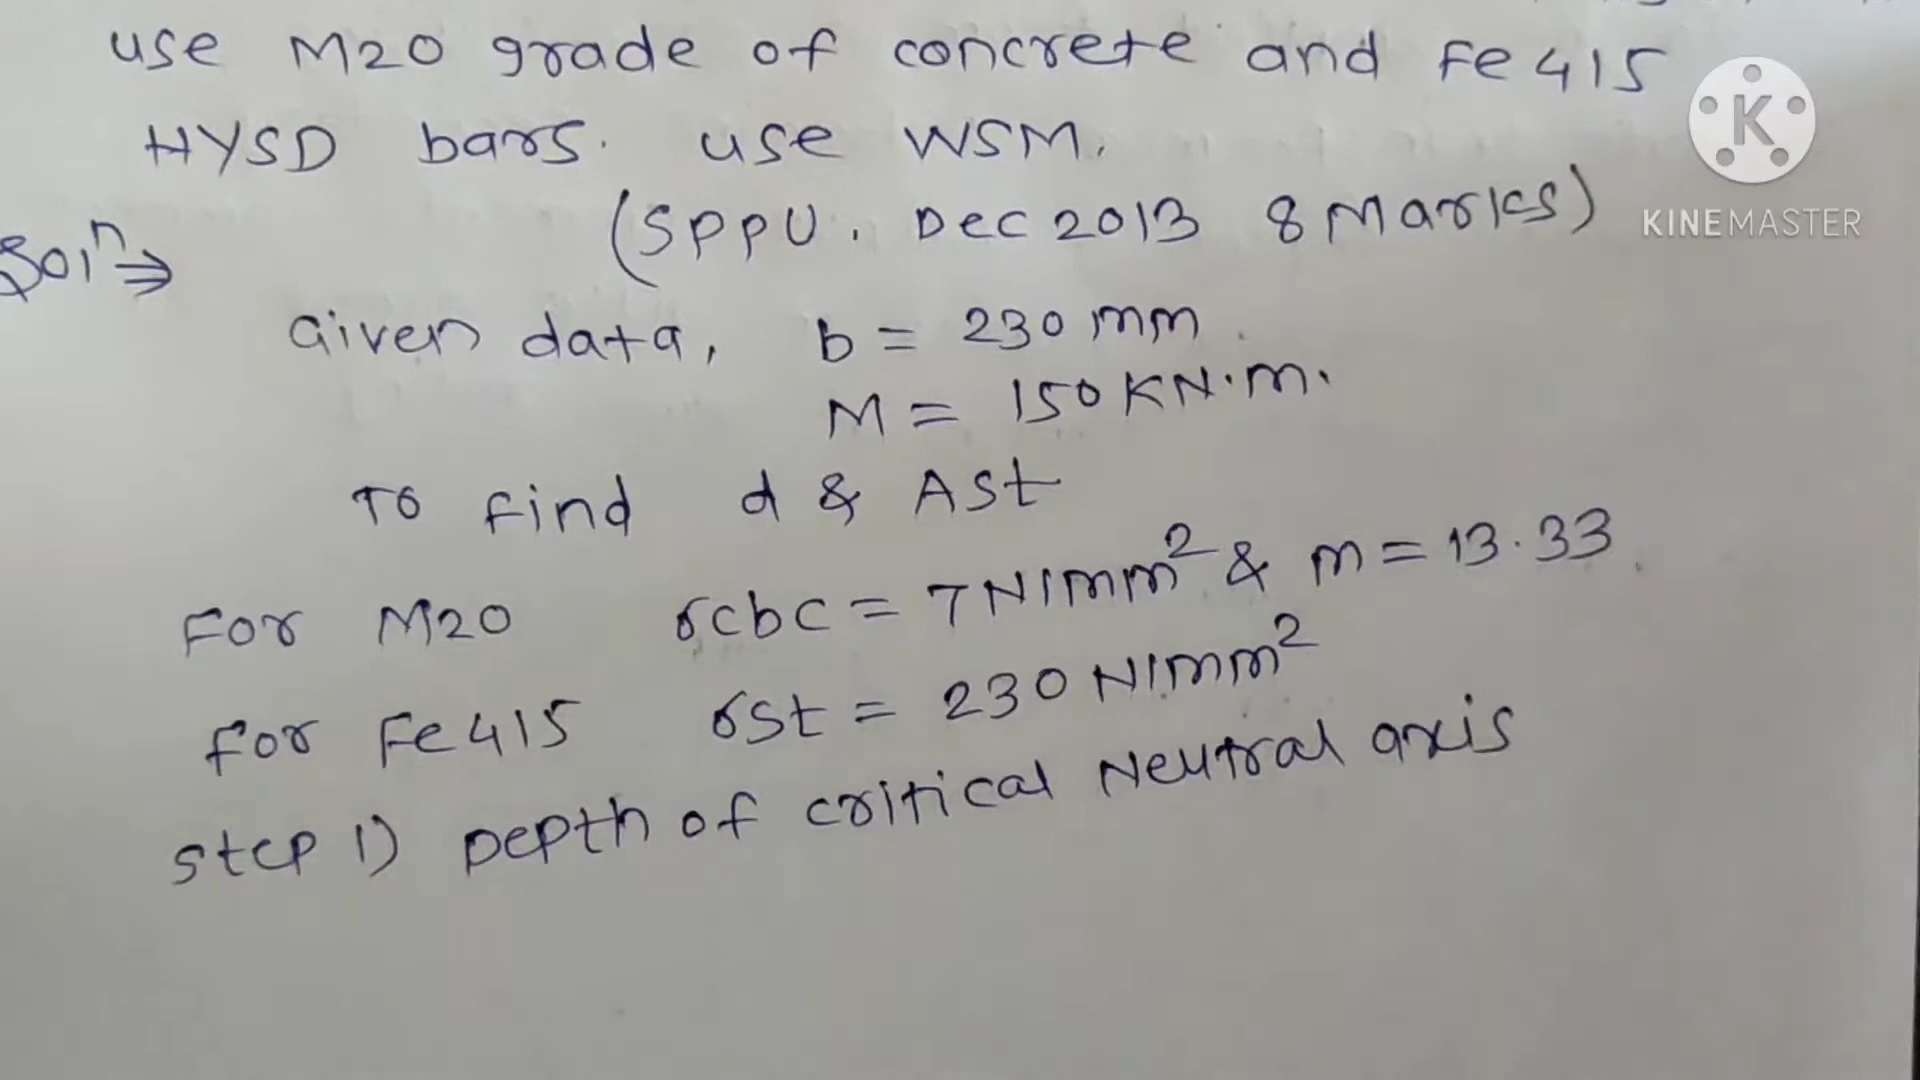 use M20 grade of concrete and Fe 415
HYSD bars. use WSM.
(SPPU. Dec 2013 8 Marks)
Solⁿ⇒
Given data, b = 230 mm
M = 150 KN.m.
To find d & Ast
For M20 σcbc = 7 N/mm² & m = 13.33
for Fe415 σst = 230 N/mm²
step 1) Depth of critical Neutral axis
K
KINEMASTER